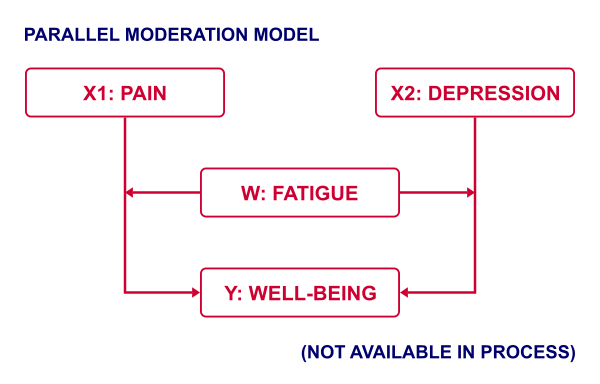 PARALLEL MODERATION MODEL
X1: PAIN
X2: DEPRESSION
W: FATIGUE
Y: WELL-BEING
(NOT AVAILABLE IN PROCESS)